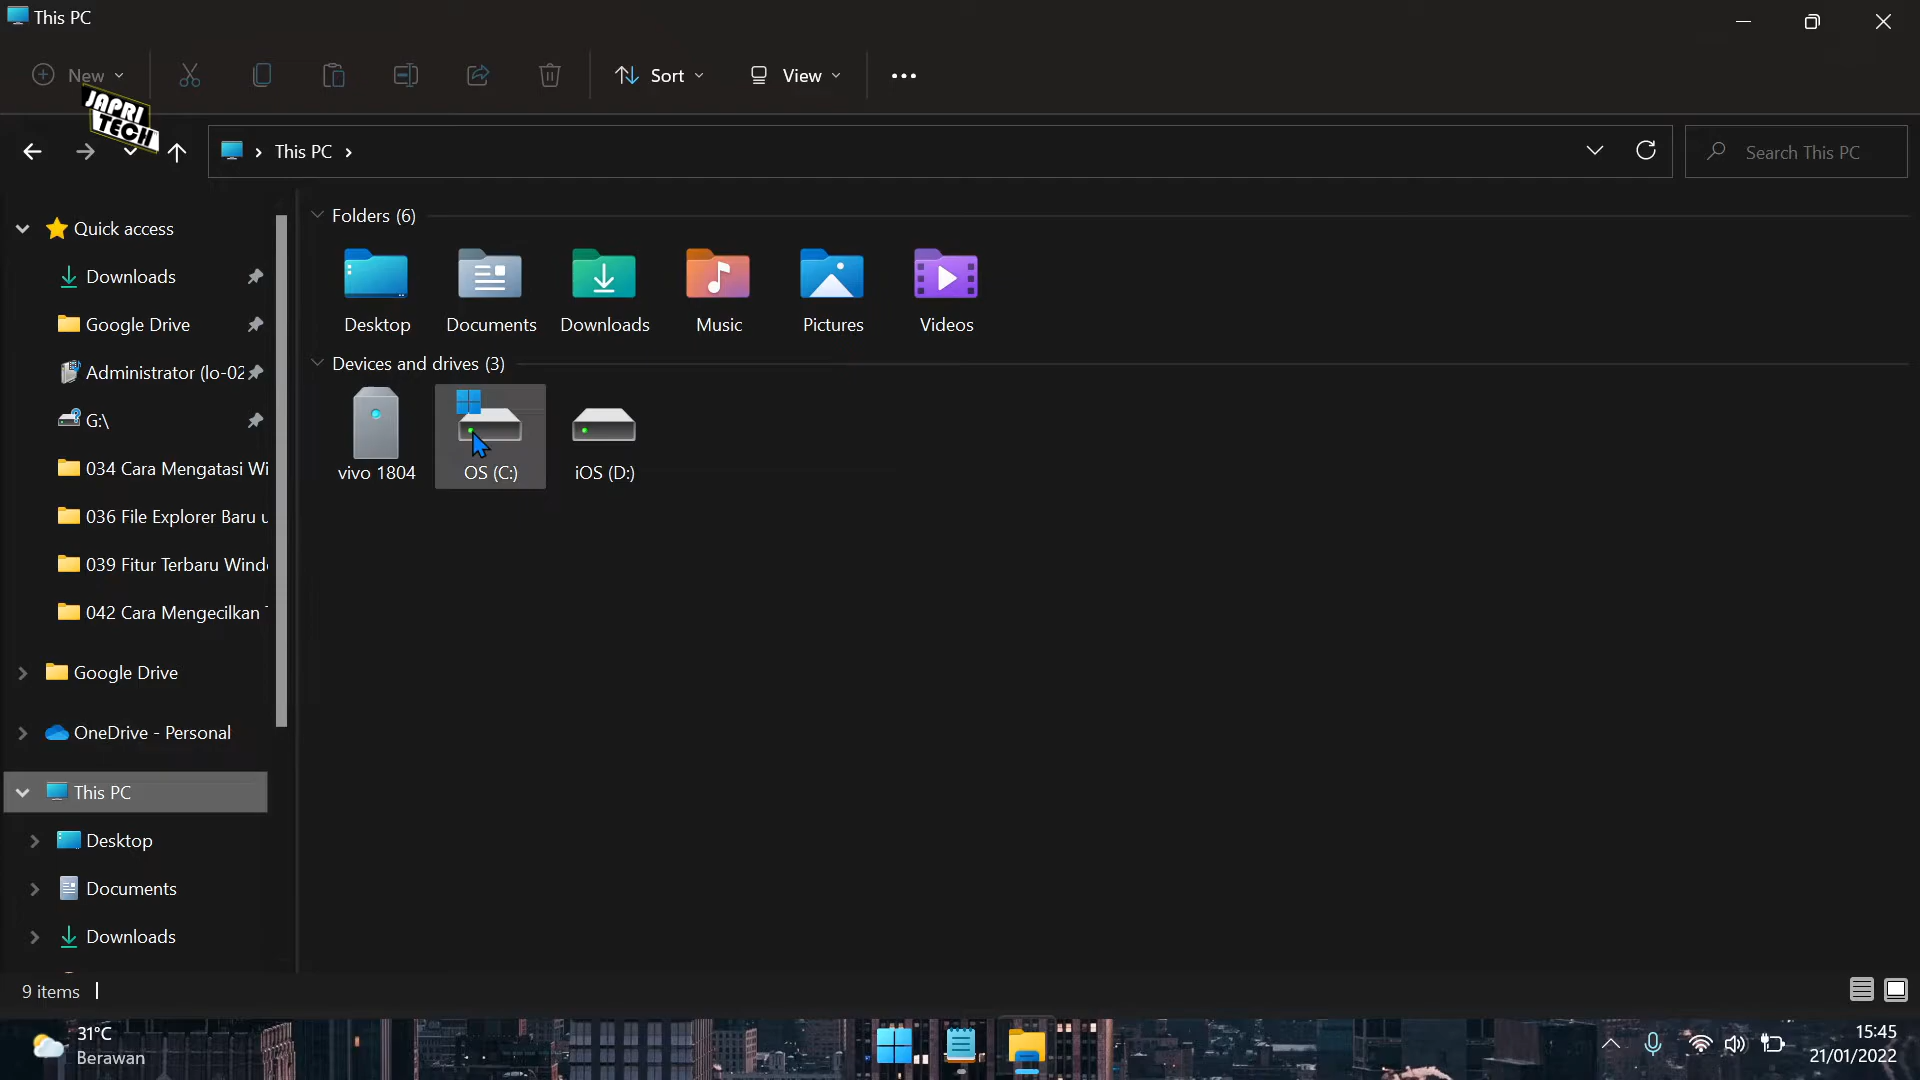 This PC
New
Sort
View
JAPRI
TECH
This PC
Search This PC
Quick access
Downloads
Google Drive
Administrator (lo-02
G:\
034 Cara Mengatasi Wi
036 File Explorer Baru u
039 Fitur Terbaru Wind
042 Cara Mengecilkan
Google Drive
OneDrive - Personal
This PC
Desktop
Documents
Downloads
Folders (6)
Desktop
Documents
Downloads
Music
Pictures
Videos
Devices and drives (3)
vivo 1804
OS (C:)
iOS (D:)
9 items
31°C
Berawan
15:45
21/01/2022